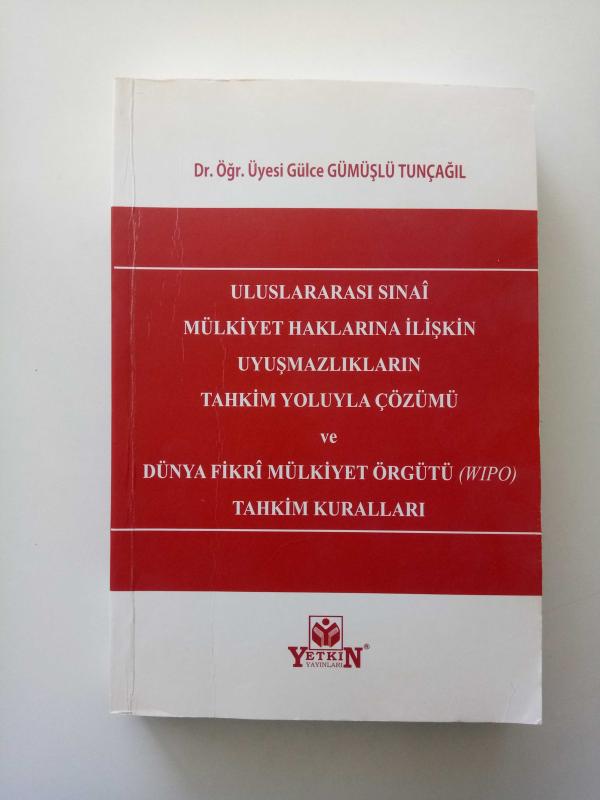 Dr. Öğr. Üyesi Gülce GÜMÜŞLÜ TUNÇAĞIL
ULUSLARARASI SINAÎ
MÜLKİYET HAKLARINA İLİŞKİN
UYUŞMAZLIKLARIN
TAHKİM YOLUYLA ÇÖZÜMÜ
ve
DÜNYA FİKRÎ MÜLKİYET ÖRGÜTÜ (WIPO)
TAHKİM KURALLARI
YETKİN®
YAYINLARI